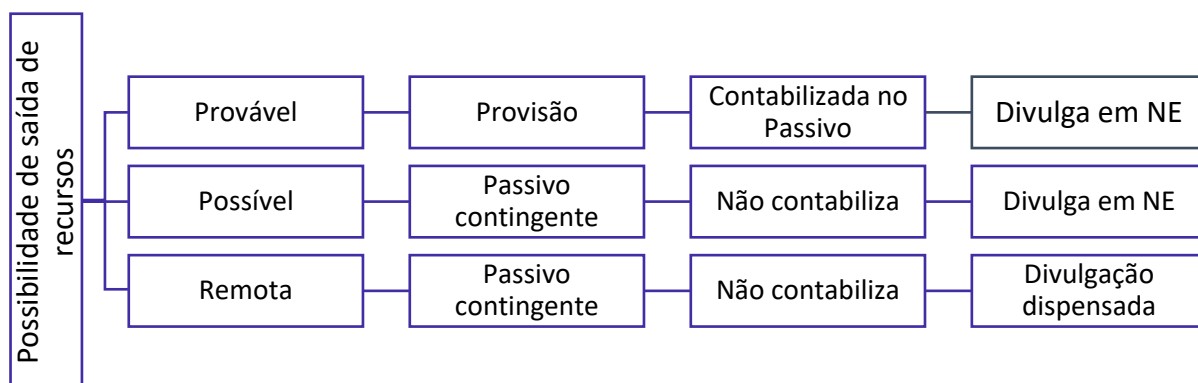 Possibilidade de saída de
recursos
Provável
Provisão
Contabilizada no
Passivo
Divulga em NE
Possível
Passivo
contingente
Não contabiliza
Divulga em NE
Remota
Passivo
contingente
Não contabiliza
Divulgação
dispensada